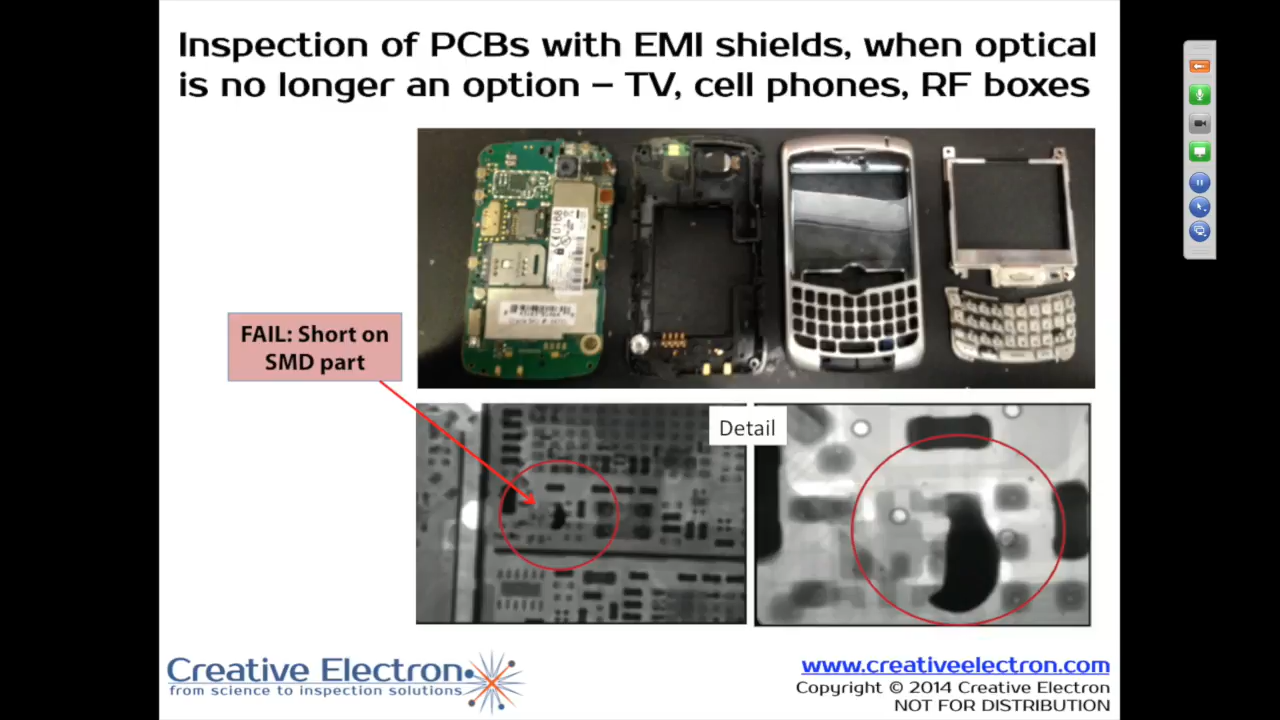 Inspection of PCBs with EMI shields, when optical
is no longer an option – TV, cell phones, RF boxes
FAIL: Short on
SMD part
Detail
Creative Electron
from science to inspection solutions
www.creativeelectron.com
Copyright © 2014 Creative Electron
NOT FOR DISTRIBUTION